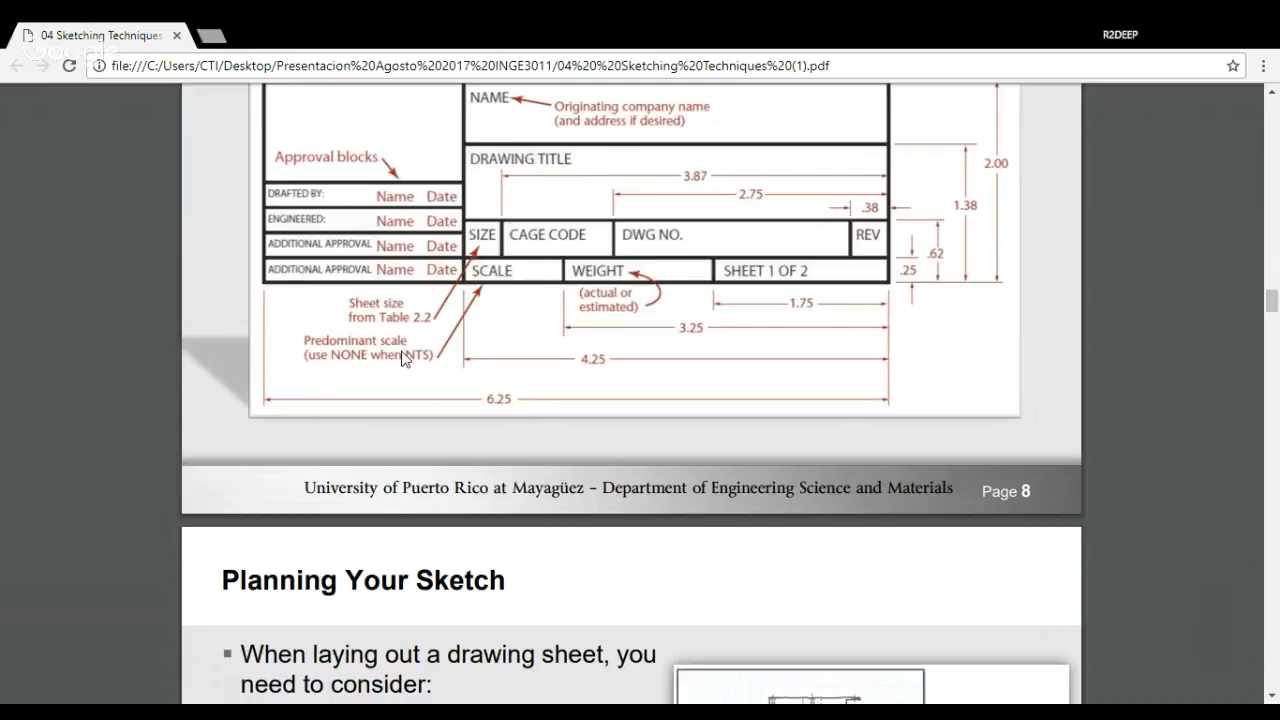 04 Sketching Techniques
R2DEEP
Google
file:///C:/Users/CTI/Desktop/Presentacion%20Agosto%202017%20INGE3011/04%20%20Sketching%20Techniques%20(1).pdf
NAME
Originating company name
(and address if desired)
Approval blocks
DRAWING TITLE
2.00
3.87
2.75
DRAFTED BY: Name Date
.38
1.38
ENGINEERED: Name Date
SIZE CAGE CODE DWG NO. REV
ADDITIONAL APPROVAL Name Date
.62
ADDITIONAL APPROVAL Name Date
SCALE WEIGHT SHEET 1 OF 2
.25
(actual or
estimated)
Sheet size
from Table 2.2
1.75
3.25
Predominant scale
(use NONE when NTS)
4.25
6.25
University of Puerto Rico at Mayagüez – Department of Engineering Science and Materials
Page 8
Planning Your Sketch
When laying out a drawing sheet, you
need to consider: